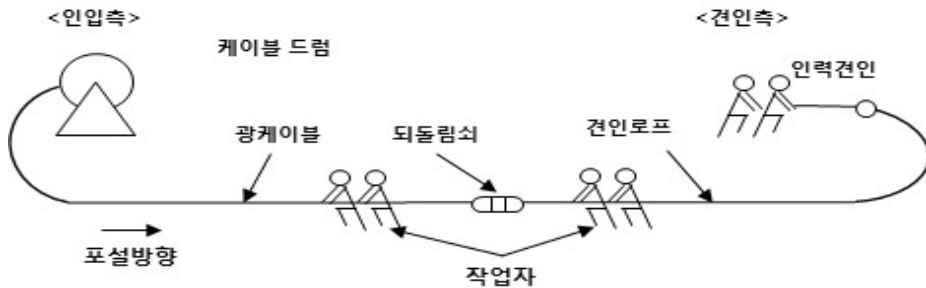 <인입측>
<견인측>
케이블 드럼
인력견인
광케이블
되돌림쇠
견인로프
포설방향
작업자